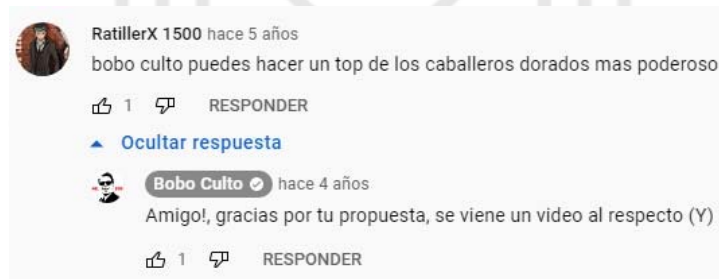 RatillerX 1500 hace 5 años
bobo culto puedes hacer un top de los caballeros dorados mas poderoso
1 RESPONDER
Ocultar respuesta
Bobo Culto hace 4 años
Amigo!, gracias por tu propuesta, se viene un video al respecto (Y)
1 RESPONDER